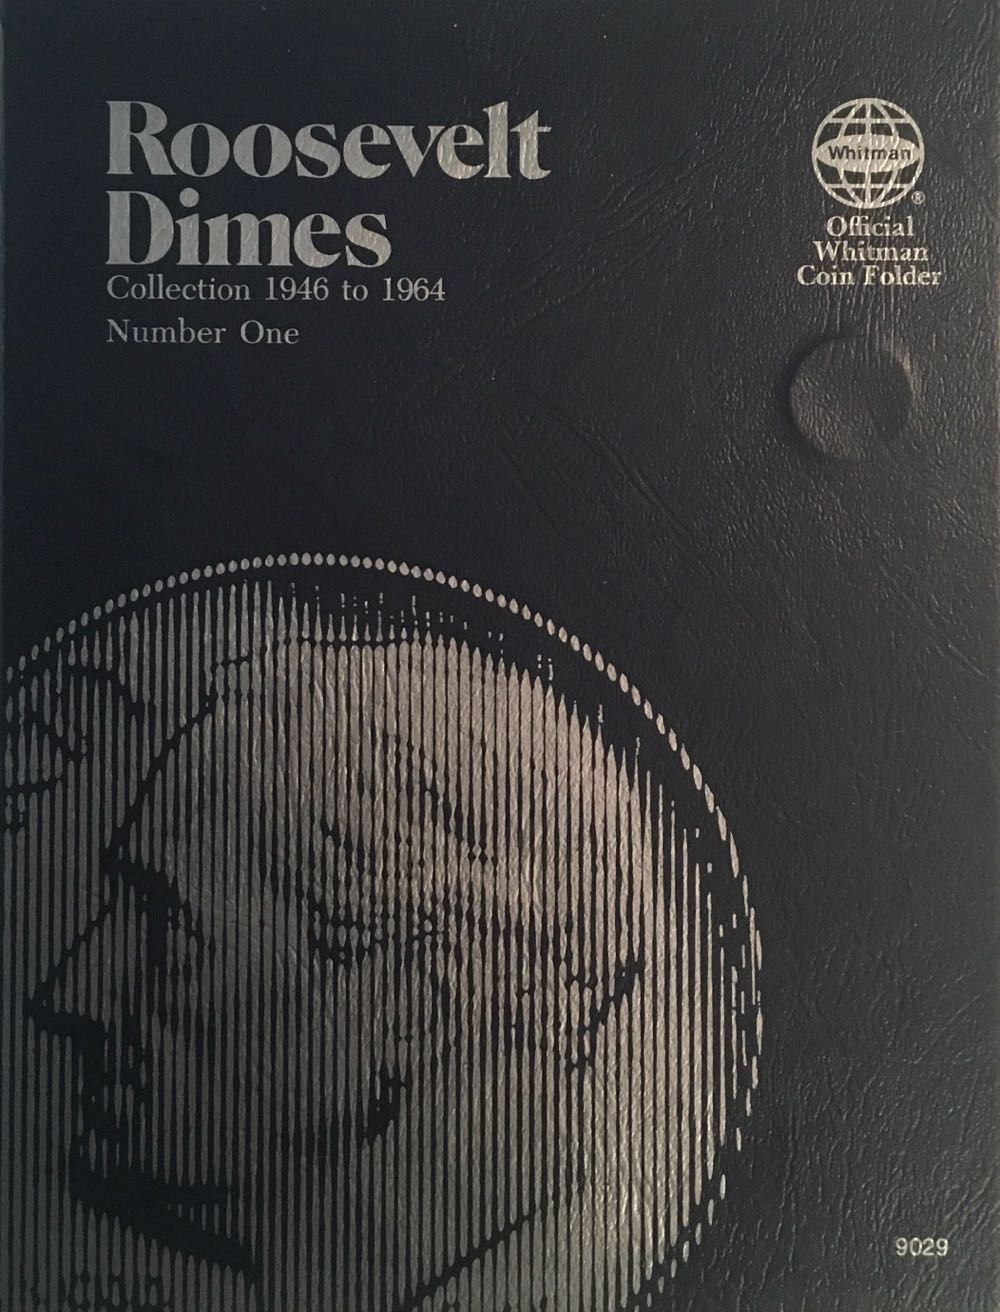 Roosevelt
Dimes
Collection 1946 to 1964
Number One
Whitman
®
Official
Whitman
Coin Folder
9029